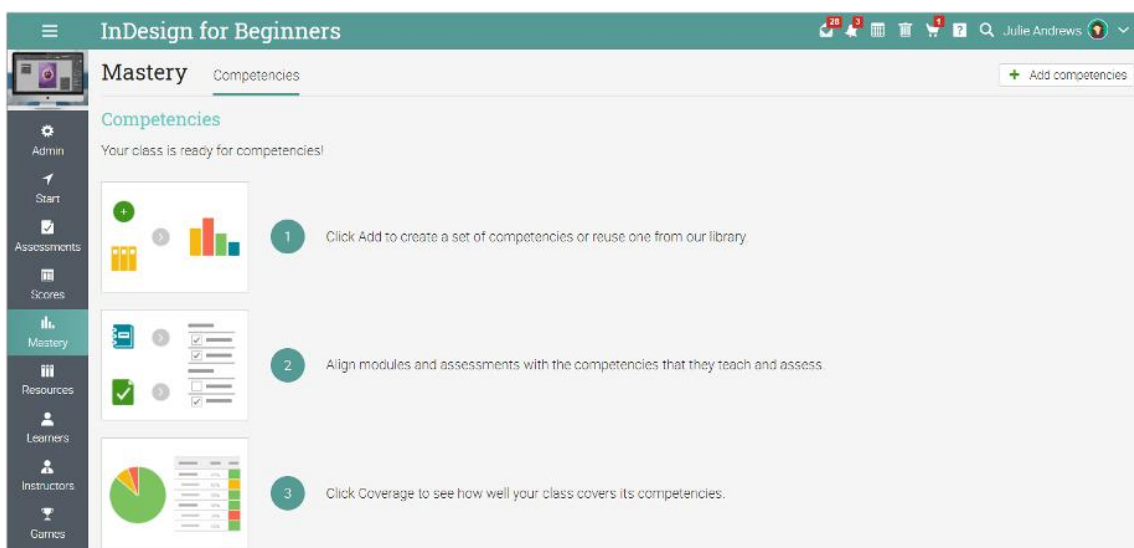 InDesign for Beginners
28
3
1
?
Julie Andrews
Mastery
Competencies
+ Add competencies
Admin
Start
Assessments
Scores
Mastery
Resources
Learners
Instructors
Games
Competencies
Your class is ready for competencies!
1
Click Add to create a set of competencies or reuse one from our library.
2
Align modules and assessments with the competencies that they teach and assess.
3
Click Coverage to see how well your class covers its competencies.